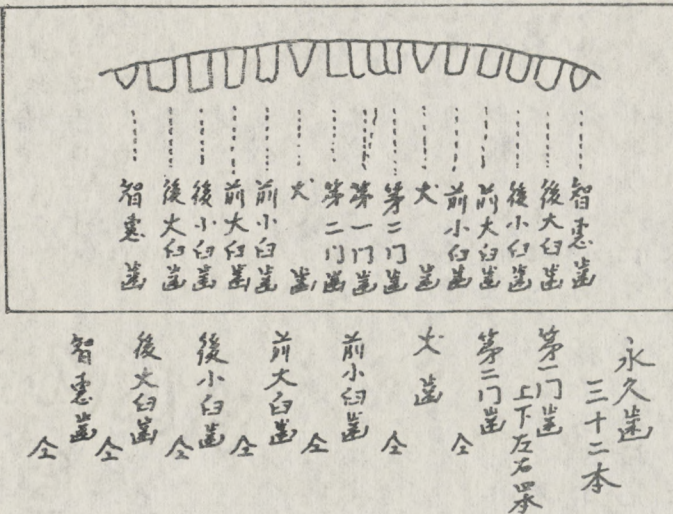 智恵歯
後大臼歯
後小臼歯
前大臼歯
前小臼歯
犬歯
第二门歯
第一门歯
第二门歯
犬歯
前小臼歯
前大臼歯
後小臼歯
後大臼歯
智恵歯
永久歯
三十二本
第一门歯
上下左右四本
第二门歯
仝
犬歯
仝
前小臼歯
仝
前大臼歯
仝
後小臼歯
仝
後大臼歯
仝
智恵歯
仝